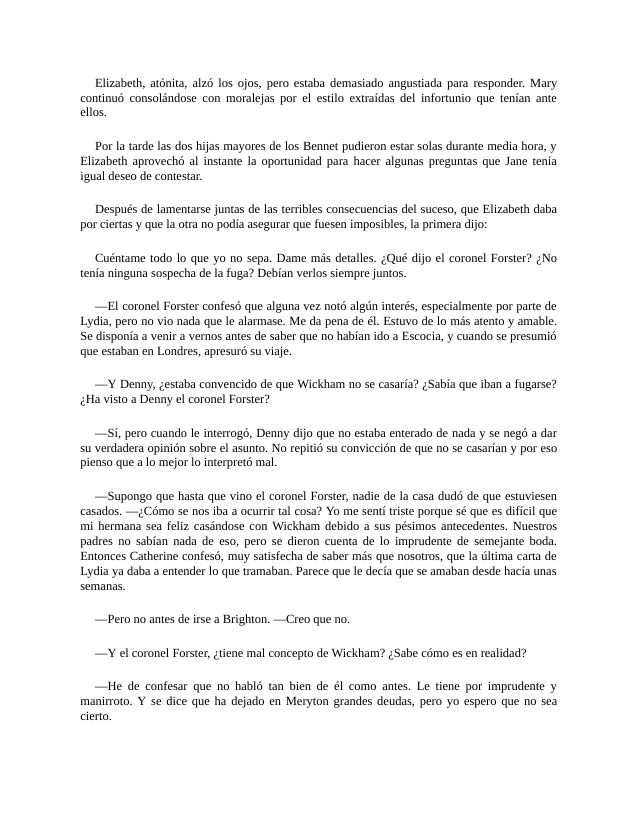 Elizabeth, atónita, alzó los ojos, pero estaba demasiado angustiada para responder. Mary
continuó consolándose con moralejas por el estilo extraídas del infortunio que tenían ante
ellos.
Por la tarde las dos hijas mayores de los Bennet pudieron estar solas durante media hora, y
Elizabeth aprovechó al instante la oportunidad para hacer algunas preguntas que Jane tenía
igual deseo de contestar.
Después de lamentarse juntas de las terribles consecuencias del suceso, que Elizabeth daba
por ciertas y que la otra no podía asegurar que fuesen imposibles, la primera dijo:
Cuéntame todo lo que yo no sepa. Dame más detalles. ¿Qué dijo el coronel Forster? ¿No
tenía ninguna sospecha de la fuga? Debían verlos siempre juntos.
—El coronel Forster confesó que alguna vez notó algún interés, especialmente por parte de
Lydia, pero no vio nada que le alarmase. Me da pena de él. Estuvo de lo más atento y amable.
Se disponía a venir a vernos antes de saber que no habían ido a Escocia, y cuando se presumió
que estaban en Londres, apresuró su viaje.
—Y Denny, ¿estaba convencido de que Wickham no se casaría? ¿Sabía que iban a fugarse?
¿Ha visto a Denny el coronel Forster?
—Sí, pero cuando le interrogó, Denny dijo que no estaba enterado de nada y se negó a dar
su verdadera opinión sobre el asunto. No repitió su convicción de que no se casarían y por eso
pienso que a lo mejor lo interpretó mal.
—Supongo que hasta que vino el coronel Forster, nadie de la casa dudó de que estuviesen
casados. —¿Cómo se nos iba a ocurrir tal cosa? Yo me sentí triste porque sé que es difícil que
mi hermana sea feliz casándose con Wickham debido a sus pésimos antecedentes. Nuestros
padres no sabían nada de eso, pero se dieron cuenta de lo imprudente de semejante boda.
Entonces Catherine confesó, muy satisfecha de saber más que nosotros, que la última carta de
Lydia ya daba a entender lo que tramaban. Parece que le decía que se amaban desde hacía unas
semanas.
—Pero no antes de irse a Brighton. —Creo que no.
—Y el coronel Forster, ¿tiene mal concepto de Wickham? ¿Sabe cómo es en realidad?
—He de confesar que no habló tan bien de él como antes. Le tiene por imprudente y
manirroto. Y se dice que ha dejado en Meryton grandes deudas, pero yo espero que no sea
cierto.